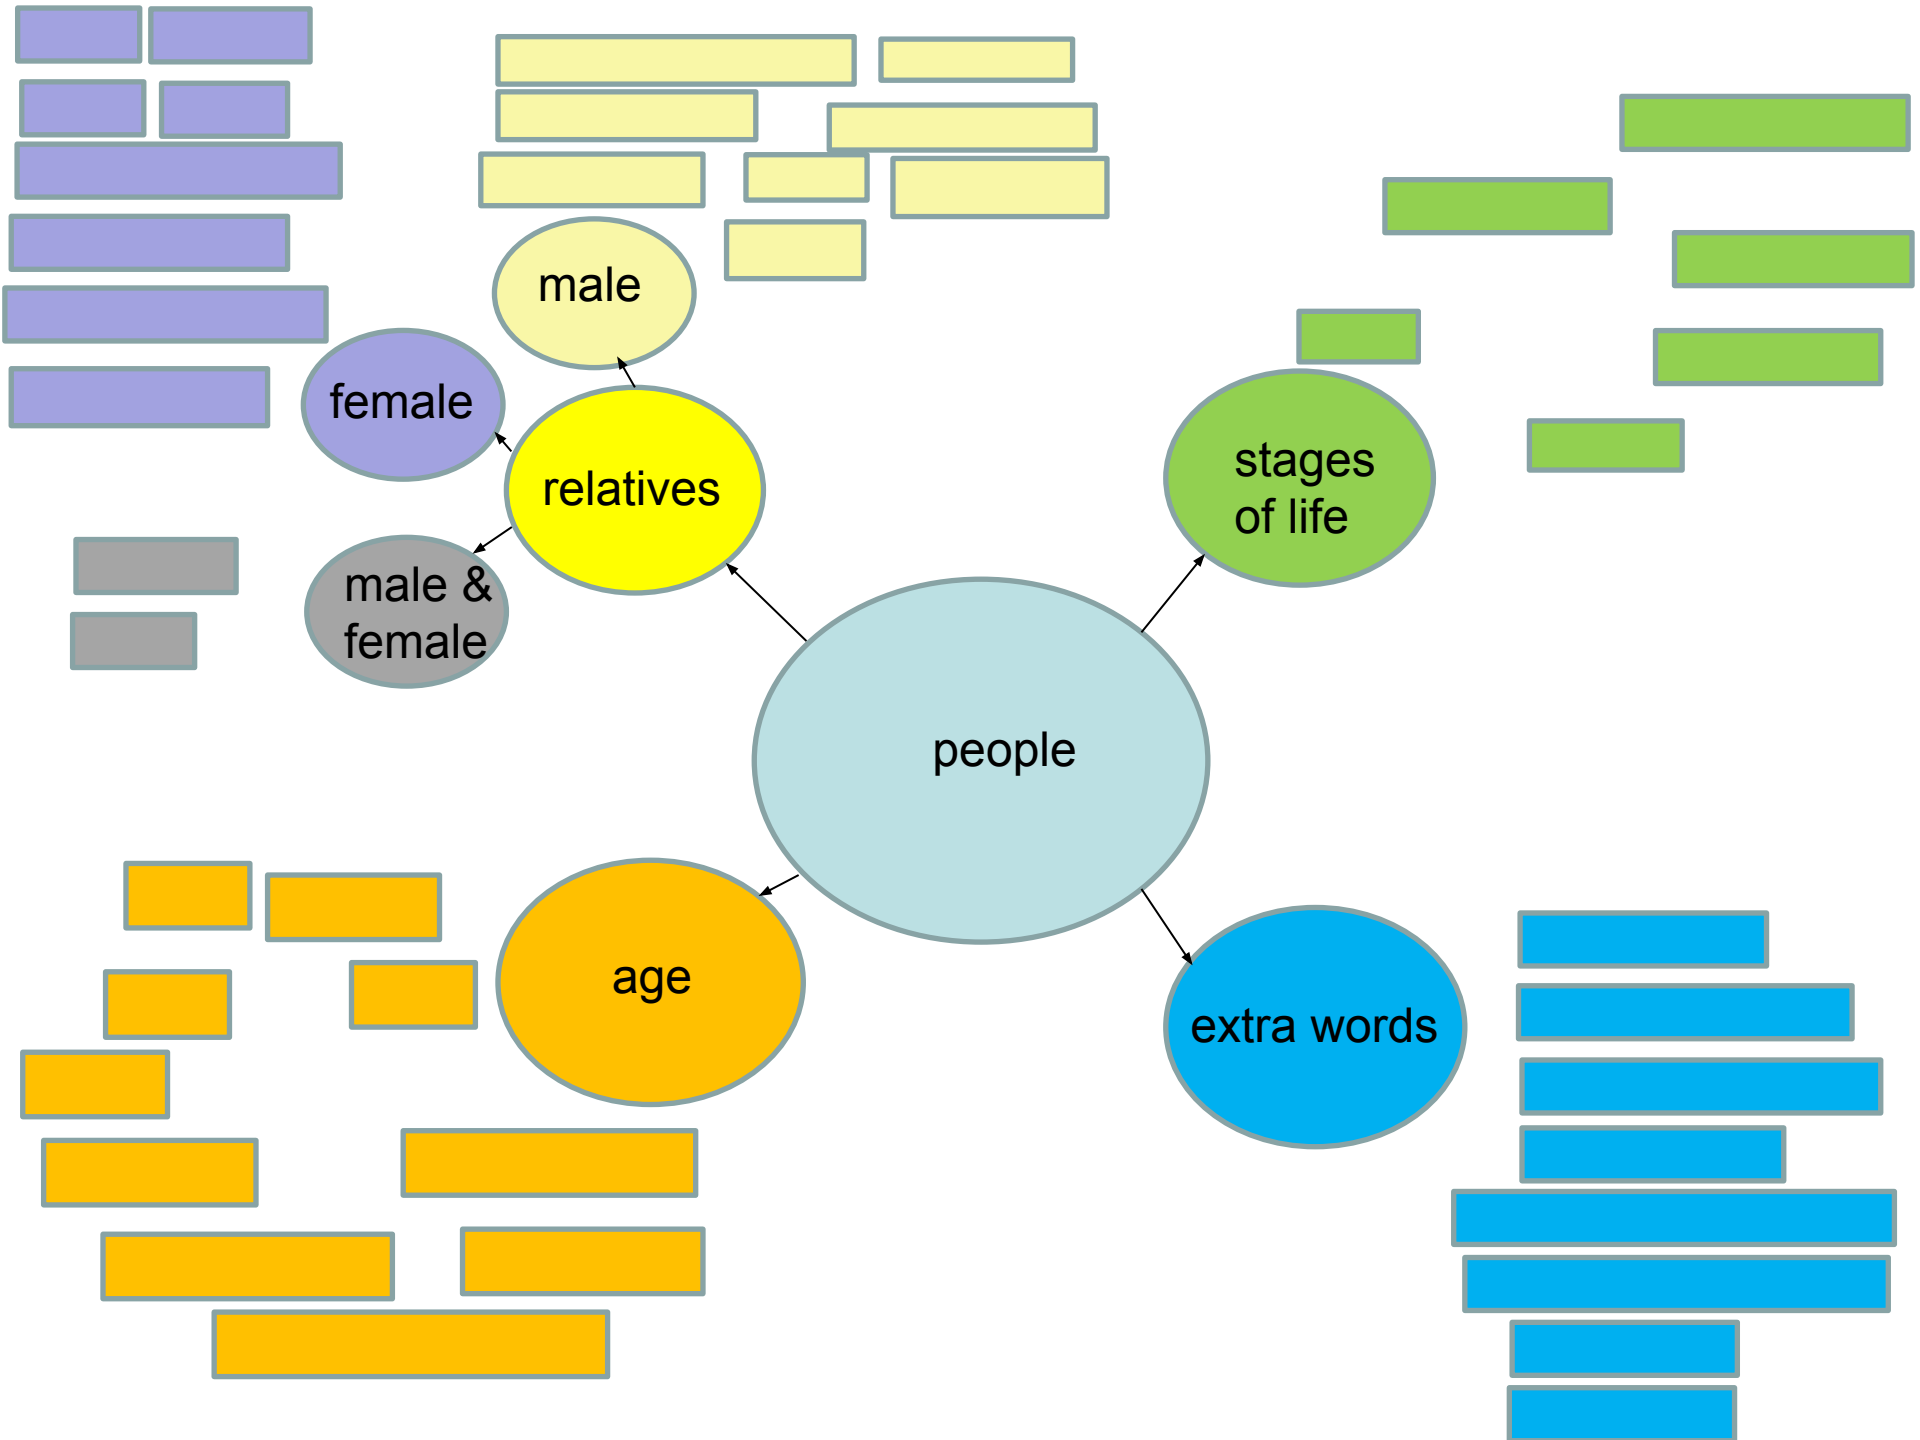 male
female
relatives
stages
of life
male &
female
people
age
extra words